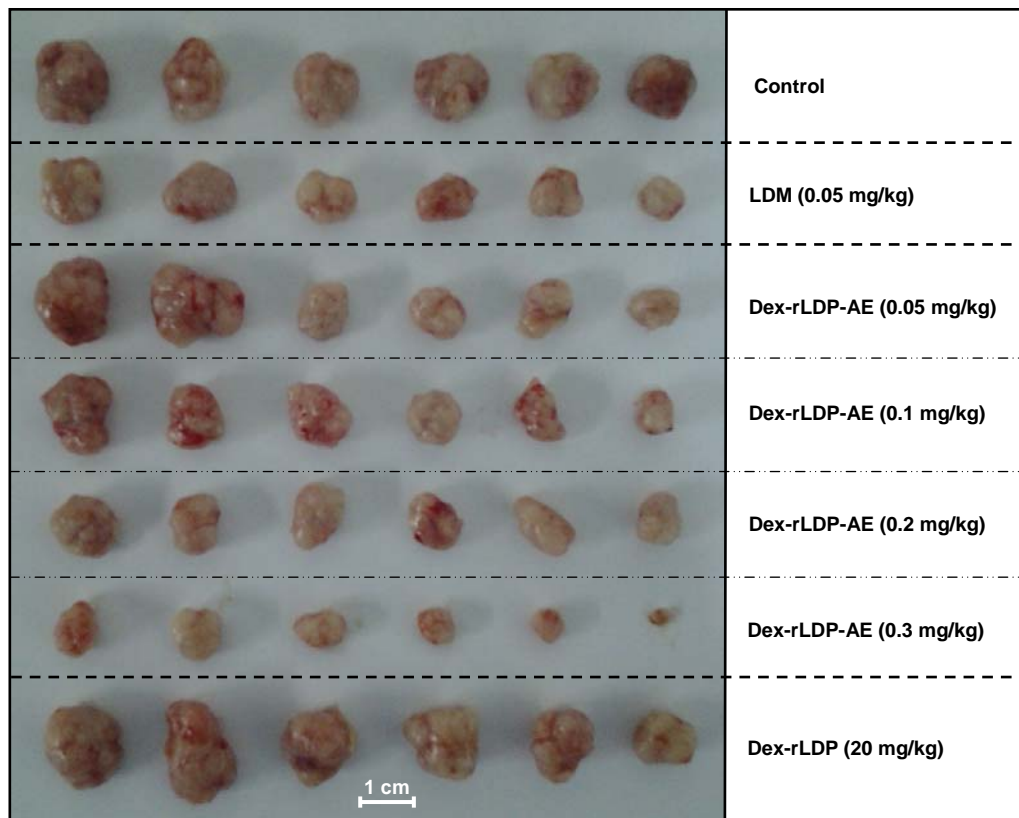 Control
LDM (0.05 mg/kg)
Dex-rLDP-AE (0.05 mg/kg)
Dex-rLDP-AE (0.1 mg/kg)
Dex-rLDP-AE (0.2 mg/kg)
Dex-rLDP-AE (0.3 mg/kg)
Dex-rLDP (20 mg/kg)
1 cm